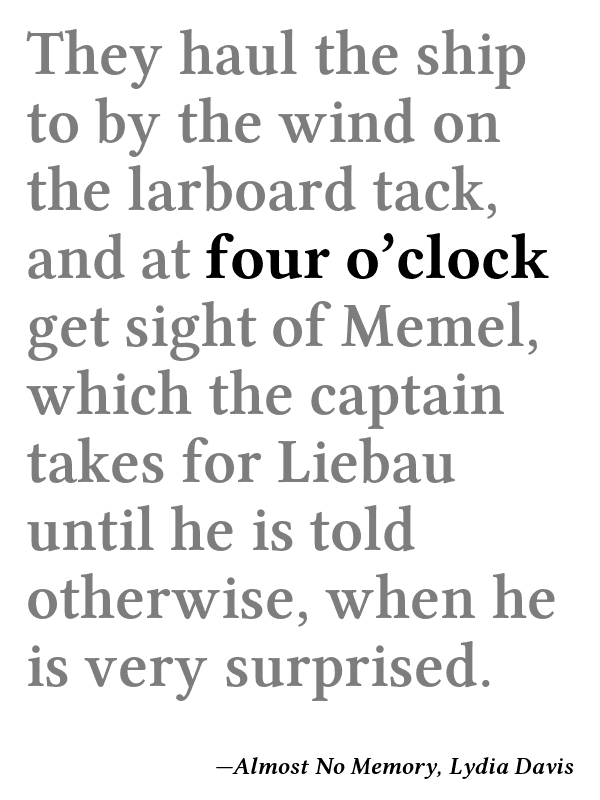 They haul the ship
to by the wind on
the larboard tack,
and at four o’clock
get sight of Memel,
which the captain
takes for Liebau
until he is told
otherwise, when he
is very surprised.
—Almost No Memory, Lydia Davis